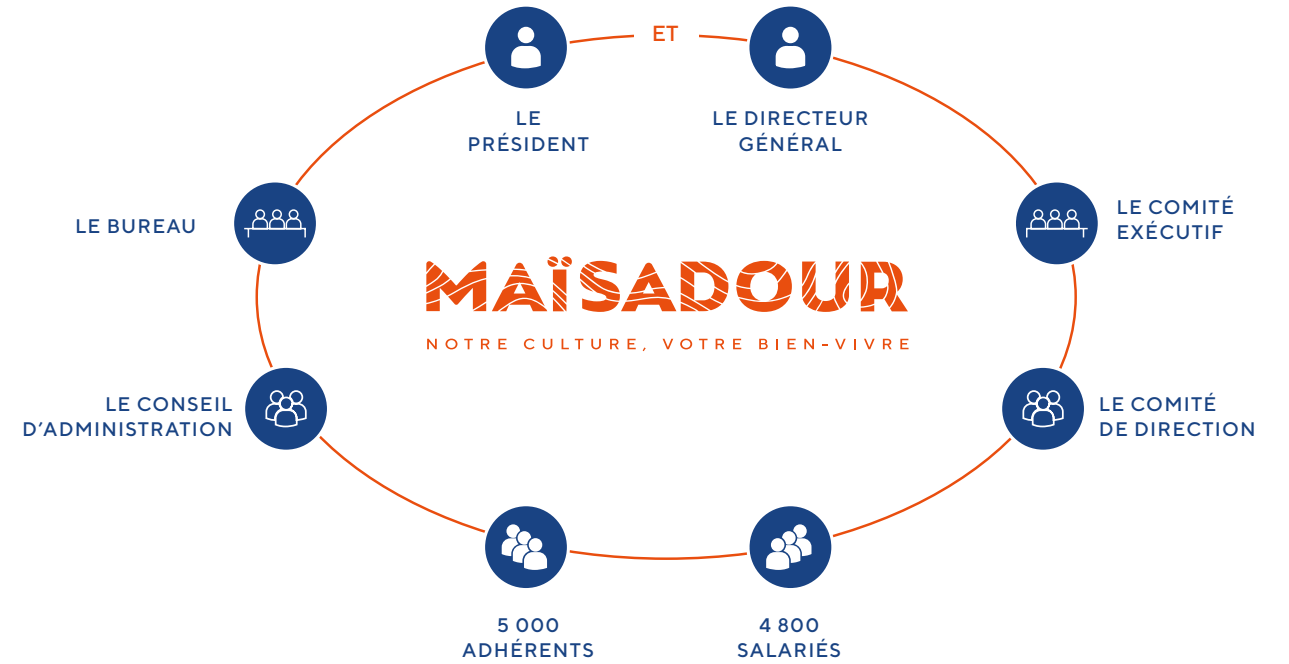 ET
LE
PRÉSIDENT
LE DIRECTEUR
GÉNÉRAL
LE BUREAU
LE COMITÉ
EXÉCUTIF
MAÏSADOUR
NOTRE CULTURE, VOTRE BIEN-VIVRE
LE CONSEIL
D'ADMINISTRATION
LE COMITÉ
DE DIRECTION
5 000
ADHÉRENTS
4 800
SALARIÉS